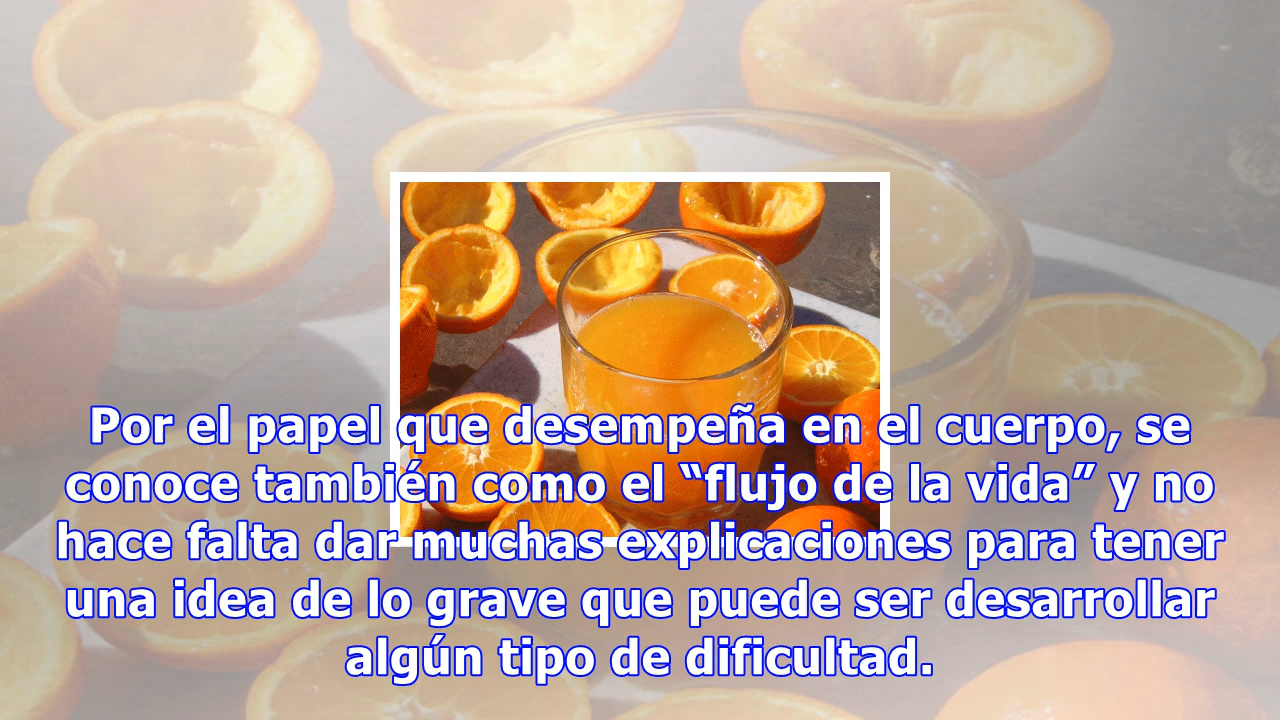 Por el papel que desempeña en el cuerpo, se
conoce también como el “flujo de la vida” y no
hace falta dar muchas explicaciones para tener
una idea de lo grave que puede ser desarrollar
algún tipo de dificultad.